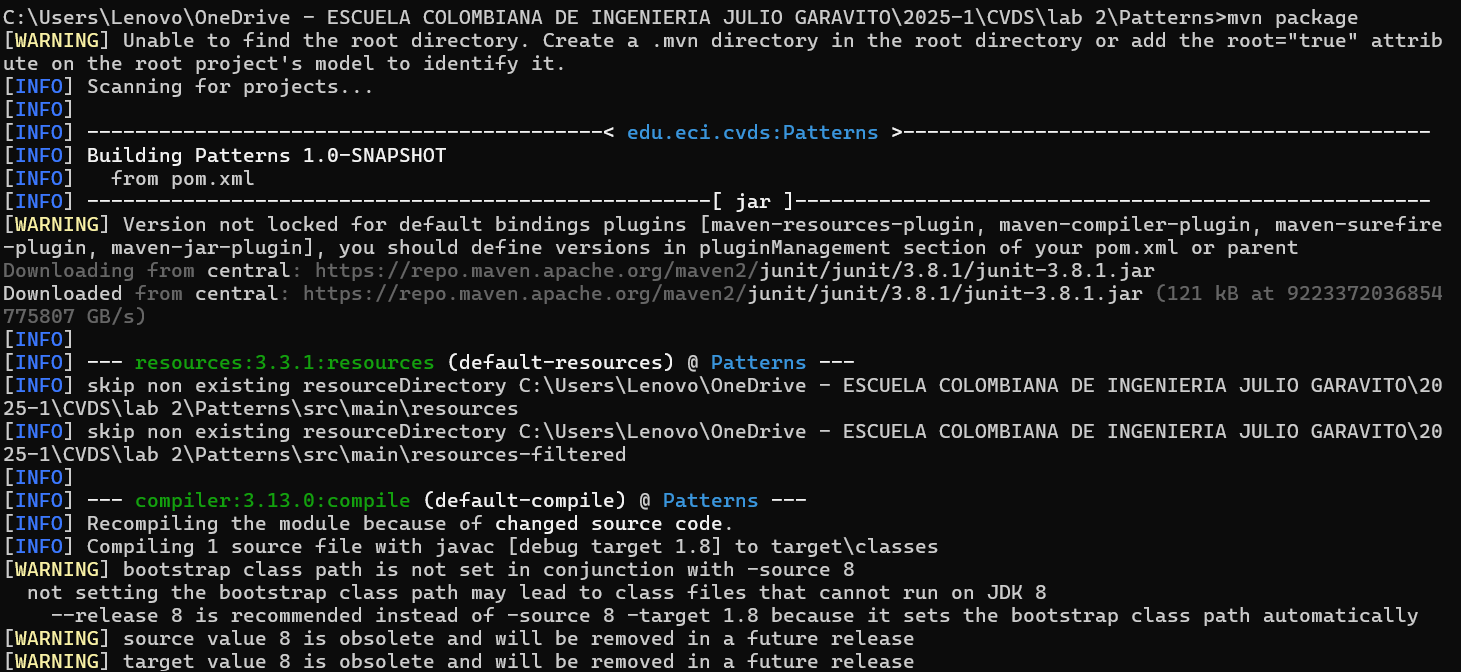 C:\Users\Lenovo\OneDrive - ESCUELA COLOMBIANA DE INGENIERIA JULIO GARAVITO\2025-1\CVDS\lab 2\Patterns>mvn package
[WARNING] Unable to find the root directory. Create a .mvn directory in the root directory or add the root="true" attrib
ute on the root project's model to identify it.
[INFO] Scanning for projects...
[INFO]
[INFO] -------------------------------------------< edu.eci.cvds:Patterns >--------------------------------------------
[INFO] Building Patterns 1.0-SNAPSHOT
[INFO]   from pom.xml
[INFO] ----------------------------------------------------[ jar ]-----------------------------------------------------
[WARNING] Version not locked for default bindings plugins [maven-resources-plugin, maven-compiler-plugin, maven-surefire
-plugin, maven-jar-plugin], you should define versions in pluginManagement section of your pom.xml or parent
Downloading from central: https://repo.maven.apache.org/maven2/junit/junit/3.8.1/junit-3.8.1.jar
Downloaded from central: https://repo.maven.apache.org/maven2/junit/junit/3.8.1/junit-3.8.1.jar (121 kB at 9223372036854
775807 GB/s)
[INFO]
[INFO] --- resources:3.3.1:resources (default-resources) @ Patterns ---
[INFO] skip non existing resourceDirectory C:\Users\Lenovo\OneDrive - ESCUELA COLOMBIANA DE INGENIERIA JULIO GARAVITO\20
25-1\CVDS\lab 2\Patterns\src\main\resources
[INFO] skip non existing resourceDirectory C:\Users\Lenovo\OneDrive - ESCUELA COLOMBIANA DE INGENIERIA JULIO GARAVITO\20
25-1\CVDS\lab 2\Patterns\src\main\resources-filtered
[INFO]
[INFO] --- compiler:3.13.0:compile (default-compile) @ Patterns ---
[INFO] Recompiling the module because of changed source code.
[INFO] Compiling 1 source file with javac [debug target 1.8] to target\classes
[WARNING] bootstrap class path is not set in conjunction with -source 8
  not setting the bootstrap class path may lead to class files that cannot run on JDK 8
    --release 8 is recommended instead of -source 8 -target 1.8 because it sets the bootstrap class path automatically
[WARNING] source value 8 is obsolete and will be removed in a future release
[WARNING] target value 8 is obsolete and will be removed in a future release